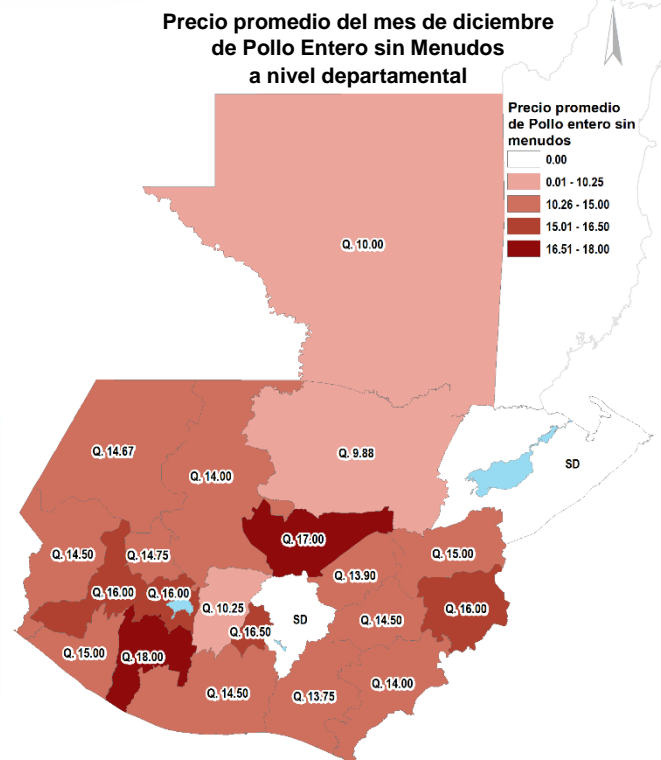 Precio promedio del mes de diciembre
de Pollo Entero sin Menudos
a nivel departamental
Precio promedio
de Pollo entero sin
menudos
0.00
0.01 - 10.25
10.26 - 15.00
15.01 - 16.50
16.51 - 18.00
Q. 10.00
Q. 9.88
Q. 14.67
Q. 14.00
SD
Q. 17.00
Q. 14.50
Q. 14.75
Q. 15.00
Q. 13.90
Q. 16.00
Q. 16.00
Q. 10.25
Q. 16.00
Q. 16.50
SD
Q. 14.50
Q. 15.00
Q. 18.00
Q. 14.50
Q. 13.75
Q. 14.00